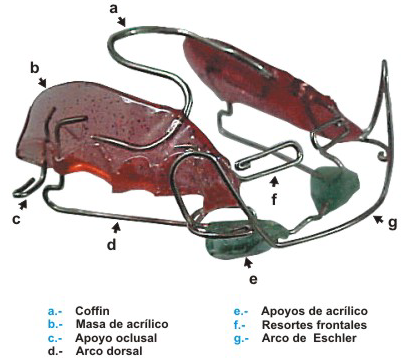 a
b
c
d
e
f
g
a.- Coffin
b.- Masa de acrílico
c.- Apoyo oclusal
d.- Arco dorsal
e.- Apoyos de acrílico
f.- Resortes frontales
g.- Arco de Eschler